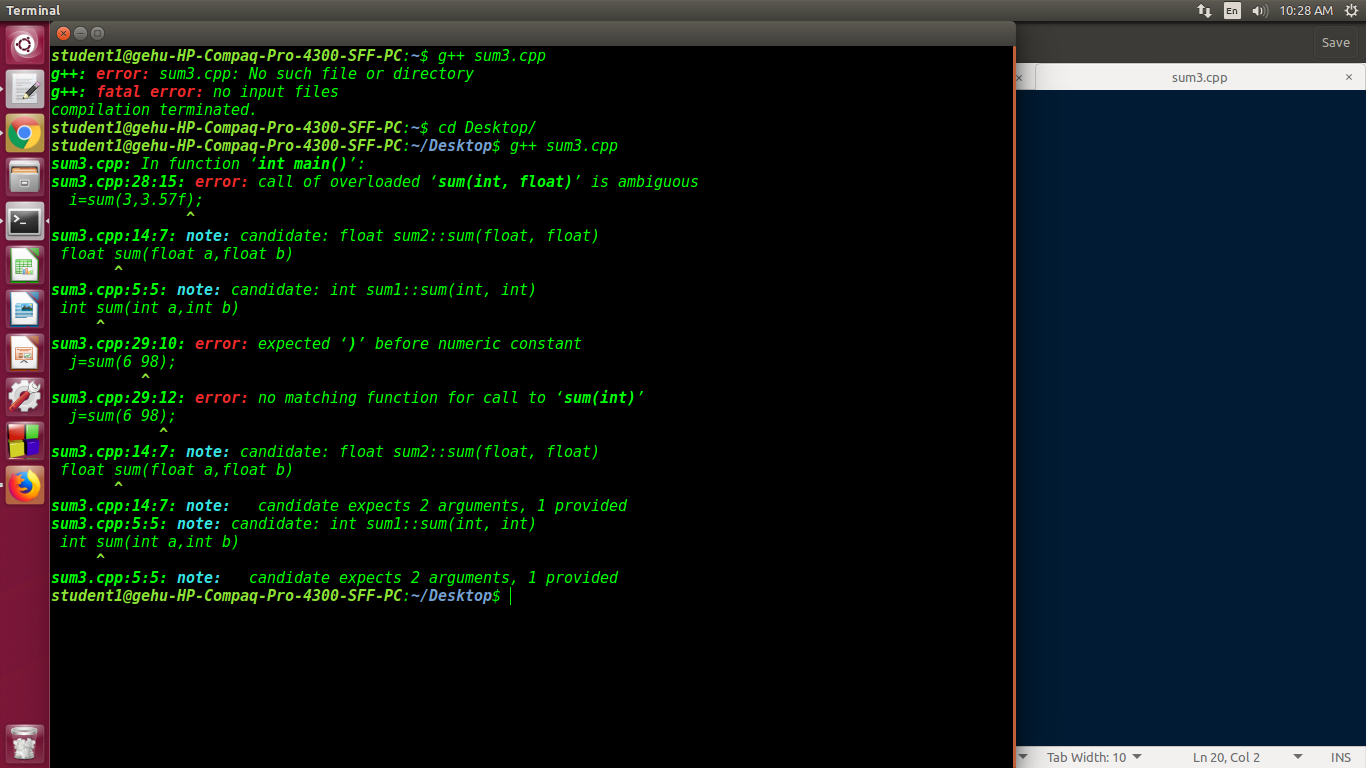 Terminal
En
10:28 AM
Save
sum3.cpp
student1@gehu-HP-Compaq-Pro-4300-SFF-PC:~$ g++ sum3.cpp
g++: error: sum3.cpp: No such file or directory
g++: fatal error: no input files
compilation terminated.
student1@gehu-HP-Compaq-Pro-4300-SFF-PC:~$ cd Desktop/
student1@gehu-HP-Compaq-Pro-4300-SFF-PC:~/Desktop$ g++ sum3.cpp
sum3.cpp: In function ‘int main()’:
sum3.cpp:28:15: error: call of overloaded ‘sum(int, float)’ is ambiguous
  i=sum(3,3.57f);
               ^
sum3.cpp:14:7: note: candidate: float sum2::sum(float, float)
 float sum(float a,float b)
       ^
sum3.cpp:5:5: note: candidate: int sum1::sum(int, int)
 int sum(int a,int b)
     ^
sum3.cpp:29:10: error: expected ‘)’ before numeric constant
  j=sum(6 98);
          ^
sum3.cpp:29:12: error: no matching function for call to ‘sum(int)’
  j=sum(6 98);
            ^
sum3.cpp:14:7: note: candidate: float sum2::sum(float, float)
 float sum(float a,float b)
       ^
sum3.cpp:14:7: note:   candidate expects 2 arguments, 1 provided
sum3.cpp:5:5: note: candidate: int sum1::sum(int, int)
 int sum(int a,int b)
     ^
sum3.cpp:5:5: note:   candidate expects 2 arguments, 1 provided
student1@gehu-HP-Compaq-Pro-4300-SFF-PC:~/Desktop$
Tab Width: 10
Ln 20, Col 2
INS